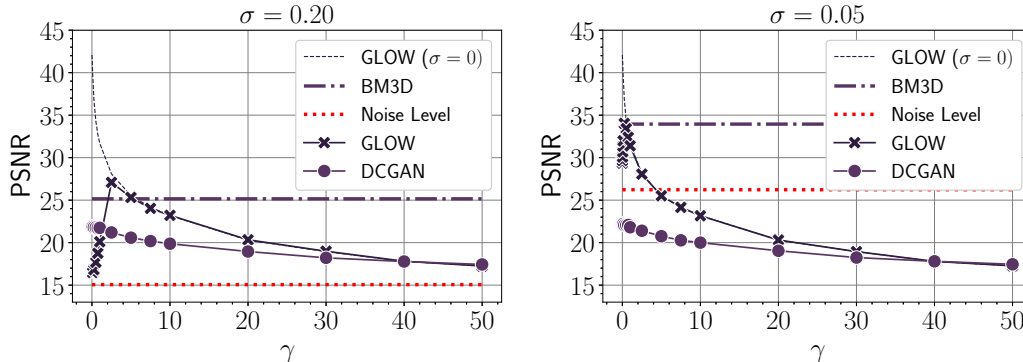 σ = 0.20
45
40
35
30
25
20
15
PSNR
GLOW (σ = 0)
BM3D
Noise Level
GLOW
DCGAN
0 10 20 30 40 50
γ
σ = 0.05
45
40
35
30
25
20
15
PSNR
GLOW (σ = 0)
BM3D
Noise Level
GLOW
DCGAN
0 10 20 30 40 50
γ